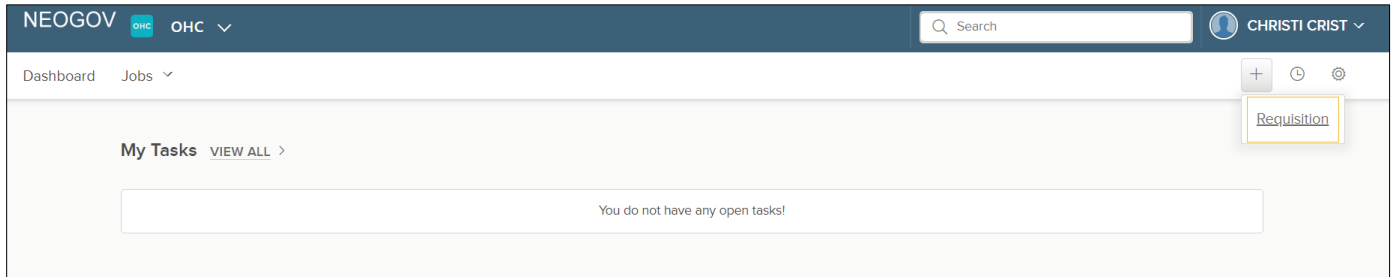 NEOGOV OHC OHC Search CHRISTI CRIST
Dashboard Jobs
Requisition
My Tasks VIEW ALL >
You do not have any open tasks!